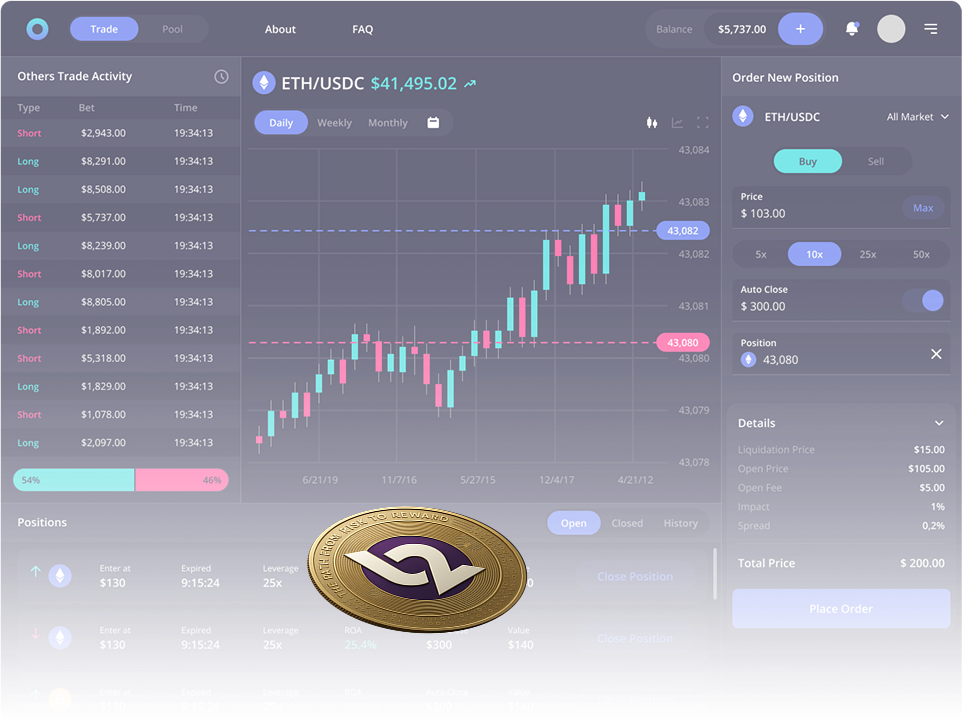 Trade Pool About FAQ Balance $5,737.00 +
Others Trade Activity
Type Bet Time
Short $2,943.00 19:34:13
Long $8,291.00 19:34:13
Long $8,508.00 19:34:13
Short $5,737.00 19:34:13
Long $8,239.00 19:34:13
Short $8,017.00 19:34:13
Long $8,805.00 19:34:13
Short $1,892.00 19:34:13
Short $5,318.00 19:34:13
Long $1,829.00 19:34:13
Short $1,078.00 19:34:13
Long $2,097.00 19:34:13
54% 46%
ETH/USDC $41,495.02
Daily Weekly Monthly
43,084
43,083
43,082
43,082
43,081
43,080
43,080
43,079
43,078
6/21/19 11/7/16 5/27/15 12/4/17 4/21/12
Order New Position
ETH/USDC All Market
Buy Sell
Price
$ 103.00 Max
5x 10x 25x 50x
Auto Close
$ 300.00
Position
43,080
Details
Liquidation Price $15.00
Open Price $105.00
Open Fee $5.00
Impact 1%
Spread 0,2%
Total Price $ 200.00
Place Order
Positions Open Closed History
THE PATH FROM RISK TO REWARD
Enter at Expired Leverage
$130 9:15:24 25x Close Position
Enter at Expired Leverage ROA Value
$130 9:15:24 25x 25.4% $300 $140 Close Position